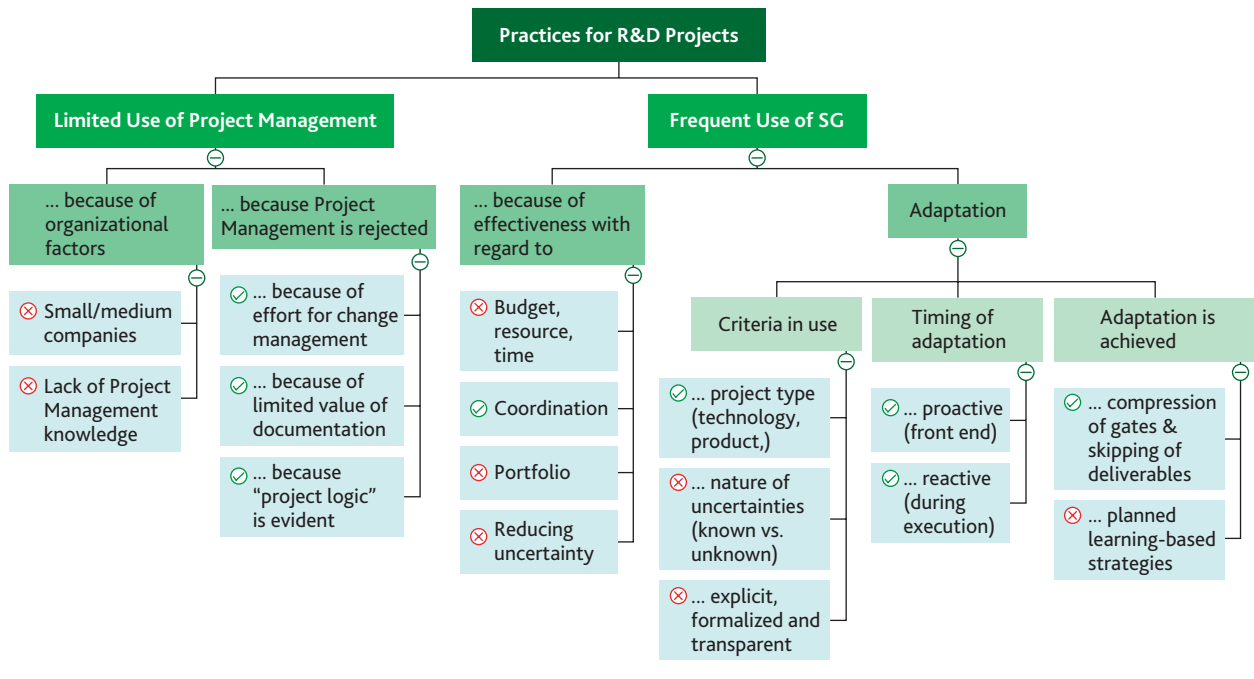 Practices for R&D Projects
Limited Use of Project Management
Frequent Use of SG
... because of
organizational
factors
... because Project
Management is rejected
... because of
effectiveness with
regard to
Adaptation
Small/medium
companies
Lack of Project
Management
knowledge
... because of
effort for change
management
... because of
limited value of
documentation
... because
“project logic”
is evident
Budget,
resource,
time
Coordination
Portfolio
Reducing
uncertainty
Criteria in use
Timing of
adaptation
Adaptation is
achieved
... project type
(technology,
product,)
... nature of
uncertainties
(known vs.
unknown)
... explicit,
formalized and
transparent
... proactive
(front end)
... reactive
(during
execution)
... compression
of gates &
skipping of
deliverables
... planned
learning-based
strategies